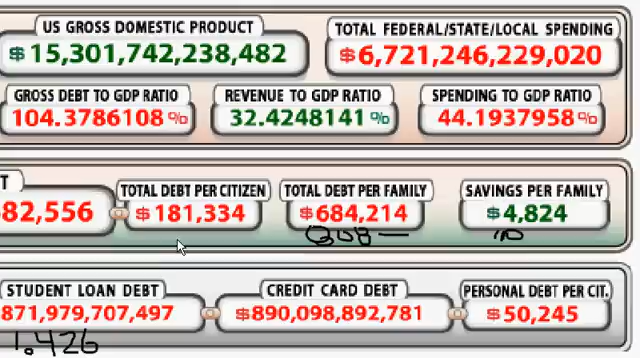 US GROSS DOMESTIC PRODUCT
$15,301,742,238,482
TOTAL FEDERAL/STATE/LOCAL SPENDING
$6,721,246,229,020
GROSS DEBT TO GDP RATIO
104.3786108 %
REVENUE TO GDP RATIO
32.4248141 %
SPENDING TO GDP RATIO
44.1937958 %
T
82,556
TOTAL DEBT PER CITIZEN
$181,334
TOTAL DEBT PER FAMILY
$684,214
SAVINGS PER FAMILY
$4,824
STUDENT LOAN DEBT
871,979,707,497
CREDIT CARD DEBT
$890,098,892,781
PERSONAL DEBT PER CIT.
$50,245
1.426